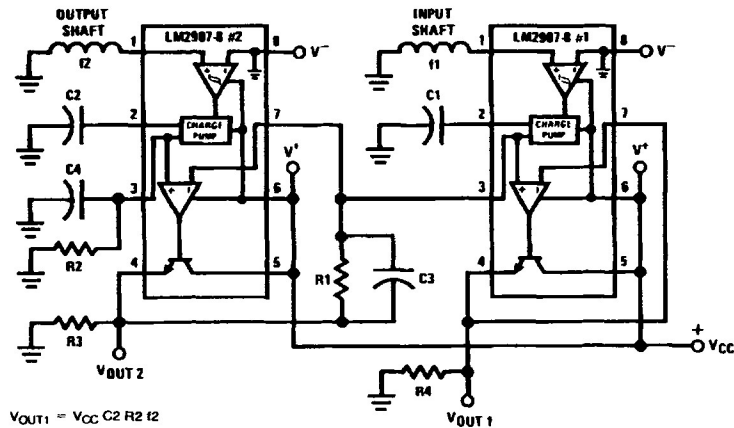 OUTPUT SHAFT
f2
LM2907-8 #2
1
8
V⁻
C2
2
CHARGE PUMP
7
V⁺
C4
3
6
R2
4
5
R3
VOUT 2
R1
C3
INPUT SHAFT
f1
LM2907-8 #1
1
8
V⁻
C1
2
CHARGE PUMP
7
V⁺
3
6
4
5
+
VCC
R4
VOUT 1
VOUT1 = VCC C2 R2 f2